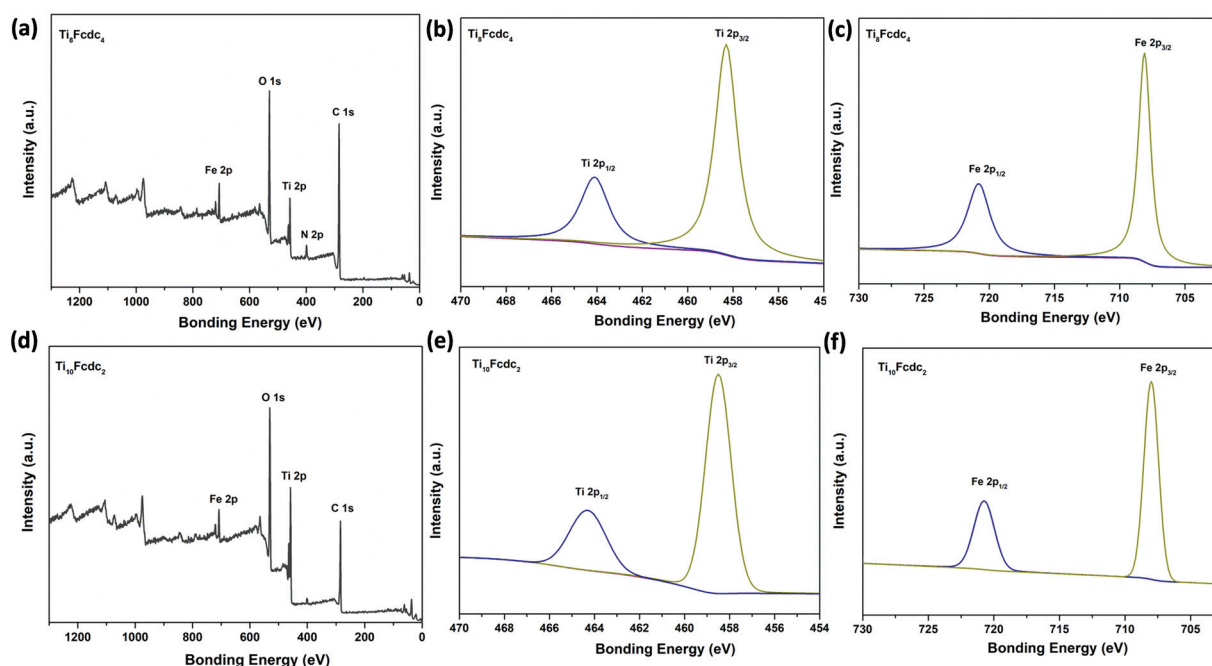 (a)
Ti₈Fcdc₄
O 1s
C 1s
Fe 2p
Ti 2p
N 2p
Intensity (a.u.)
1200 1000 800 600 400 200 0
Bonding Energy (eV)
(b)
Ti₈Fcdc₄
Ti 2p₃/₂
Ti 2p₁/₂
Intensity (a.u.)
470 468 466 464 462 460 458 456 45
Bonding Energy (eV)
(c)
Ti₈Fcdc₄
Fe 2p₃/₂
Fe 2p₁/₂
Intensity (a.u.)
730 725 720 715 710 705
Bonding Energy (eV)
(d)
Ti₁₀Fcdc₂
O 1s
Ti 2p
Fe 2p
C 1s
Intensity (a.u.)
1200 1000 800 600 400 200 0
Bonding Energy (eV)
(e)
Ti₁₀Fcdc₂
Ti 2p₃/₂
Ti 2p₁/₂
Intensity (a.u.)
470 468 466 464 462 460 458 456 454
Bonding Energy (eV)
(f)
Ti₁₀Fcdc₂
Fe 2p₃/₂
Fe 2p₁/₂
Intensity (a.u.)
730 725 720 715 710 705
Bonding Energy (eV)